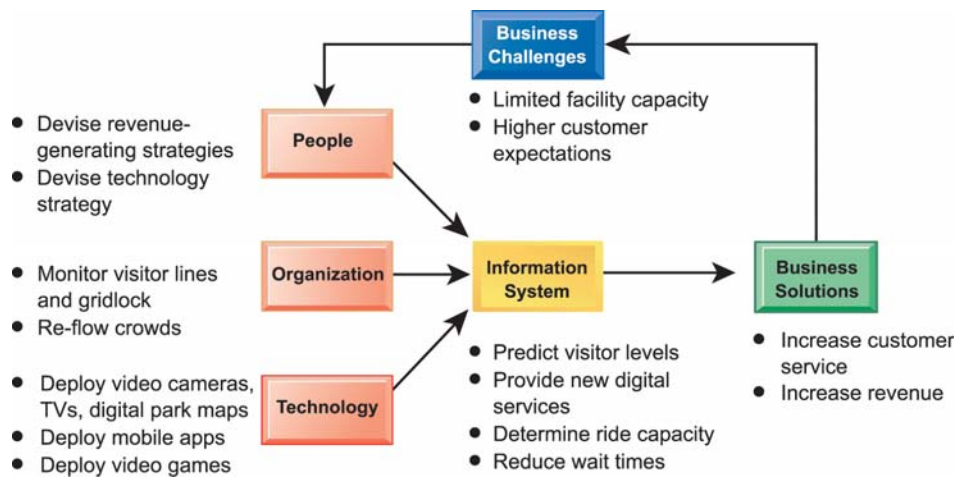 Business
Challenges
● Limited facility capacity
● Higher customer
expectations
● Devise revenue-
generating strategies
● Devise technology
strategy
People
● Monitor visitor lines
and gridlock
● Re-flow crowds
Organization
Information
System
● Predict visitor levels
● Provide new digital
services
● Determine ride capacity
● Reduce wait times
Business
Solutions
● Increase customer
service
● Increase revenue
● Deploy video cameras,
TVs, digital park maps
● Deploy mobile apps
● Deploy video games
Technology